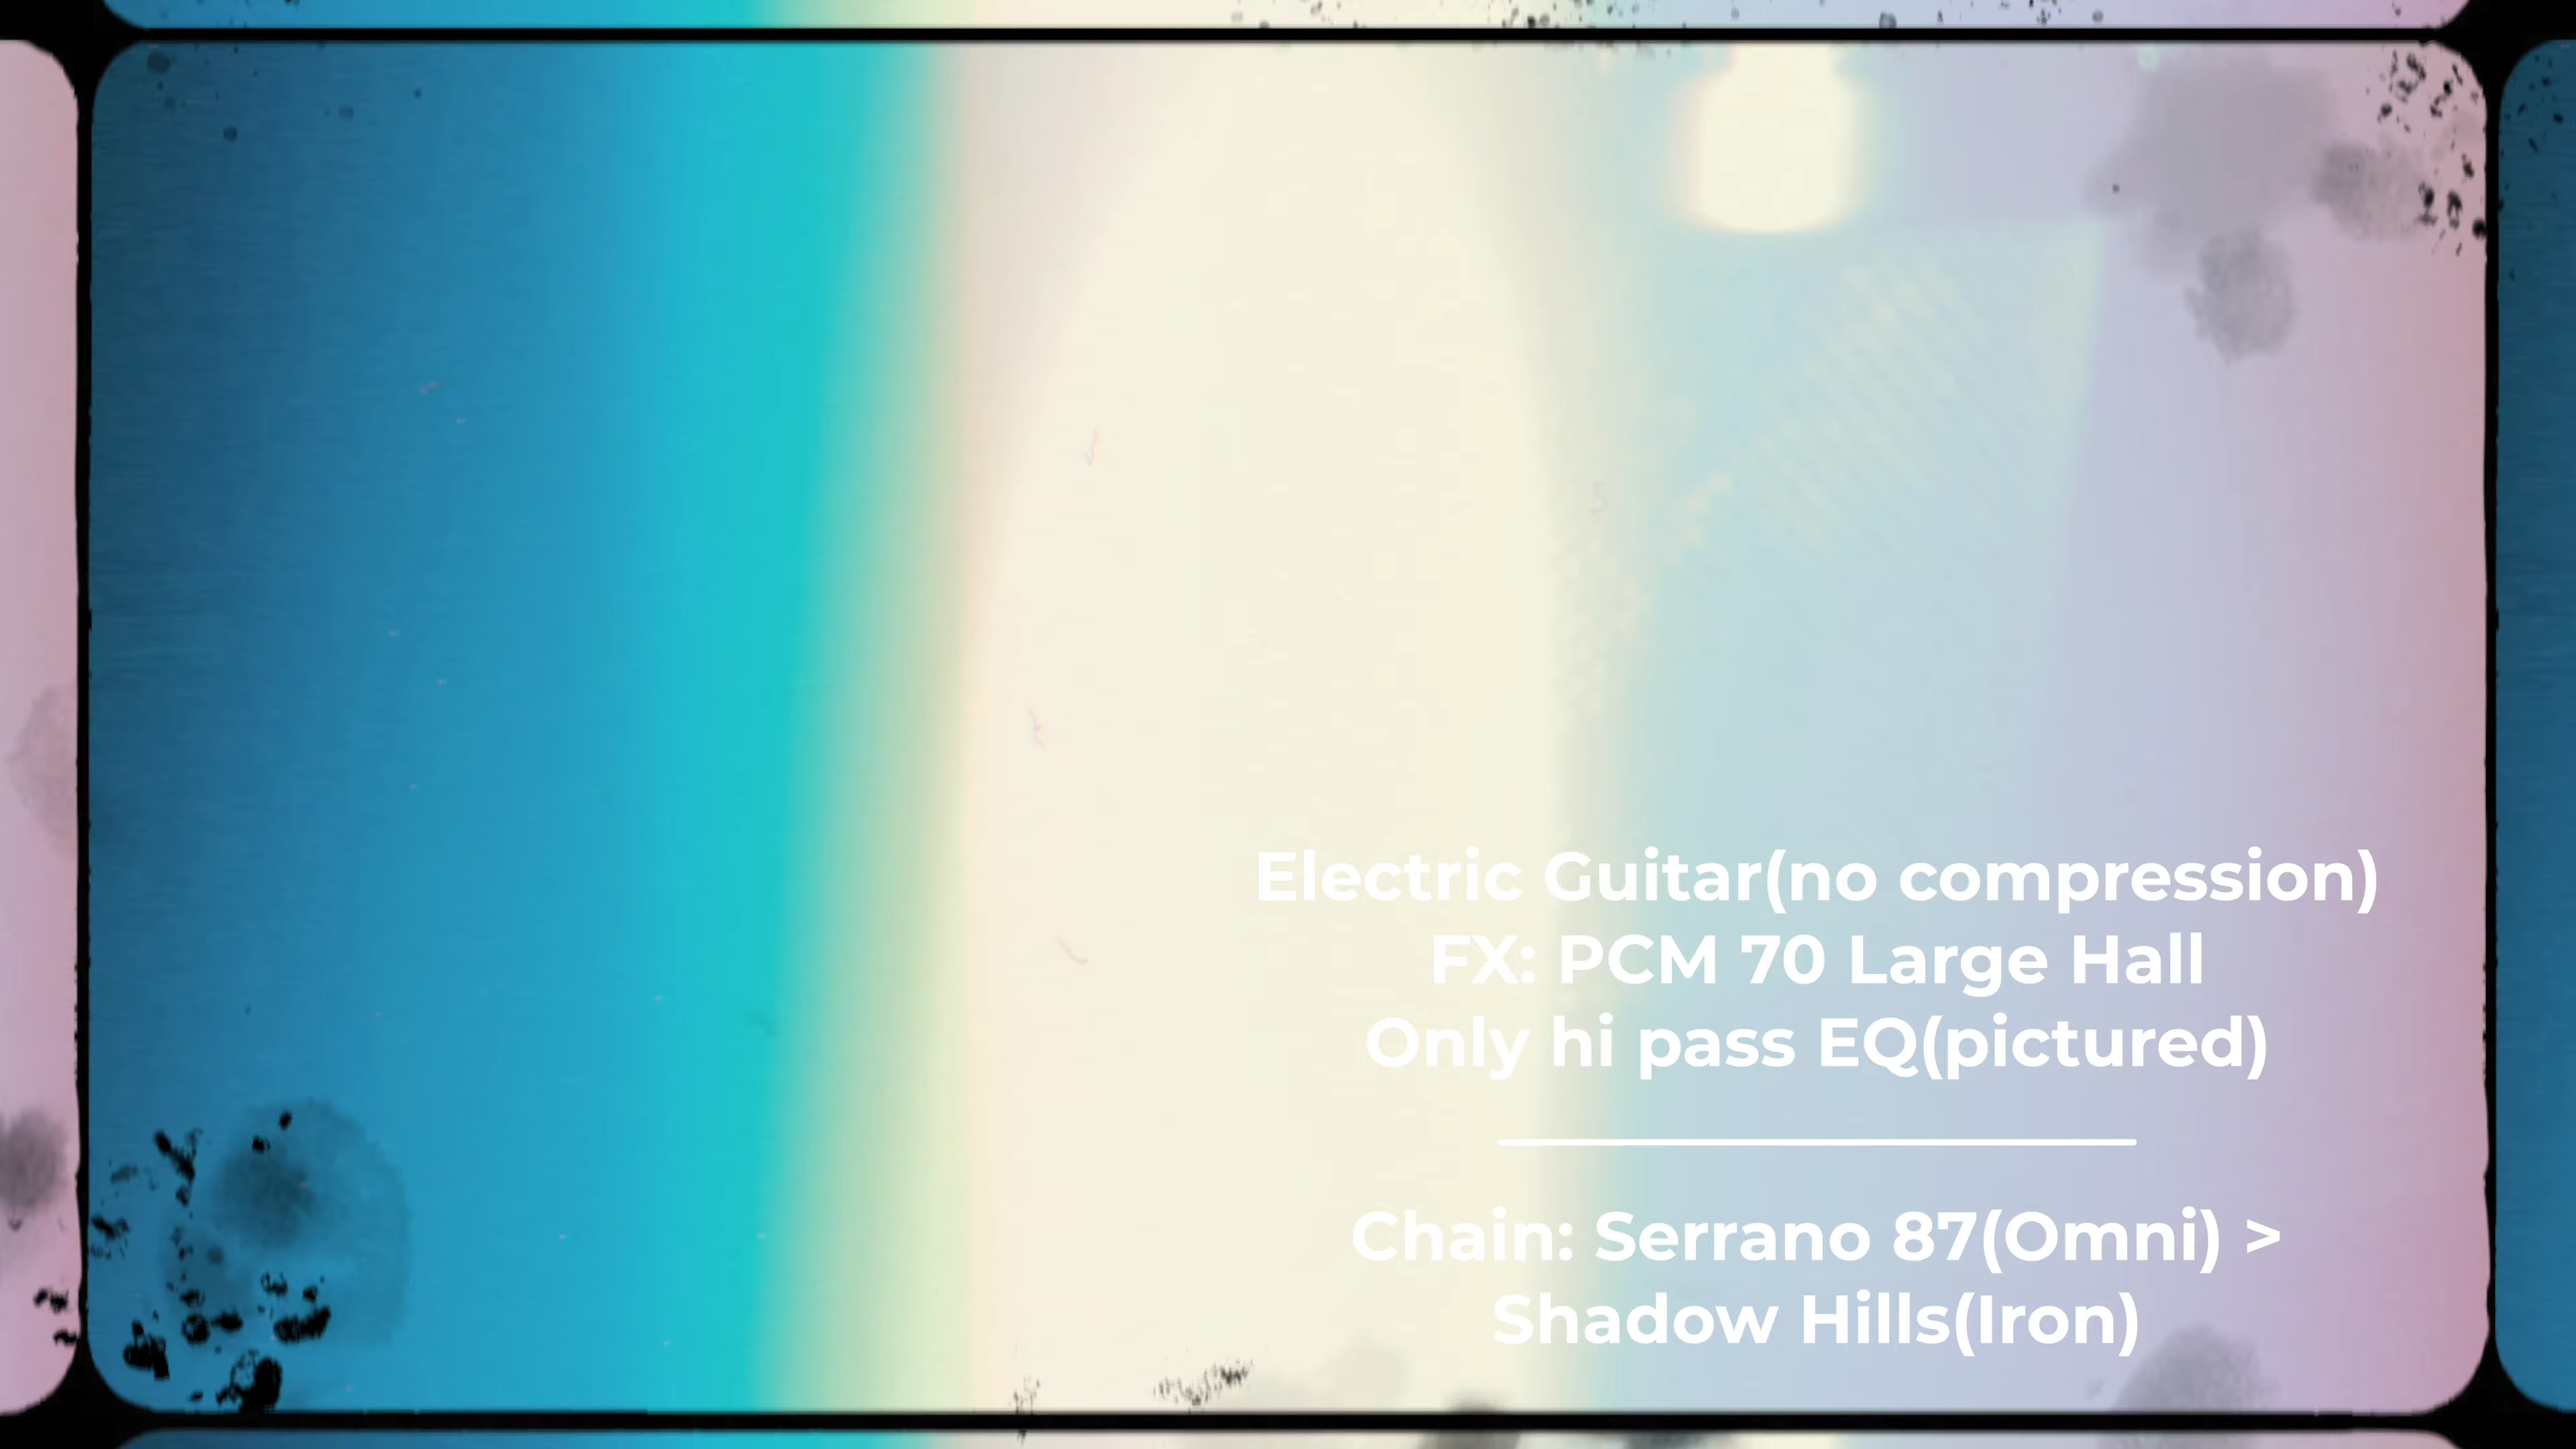 Electric Guitar(no compression)
FX: PCM 70 Large Hall
Only hi pass EQ(pictured)
Chain: Serrano 87(Omni) >
Shadow Hills(Iron)